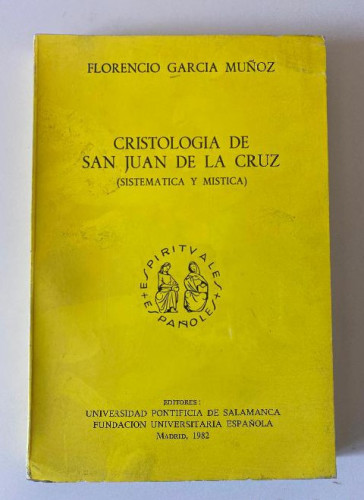 FLORENCIO GARCIA MUÑOZ
CRISTOLOGIA DE
SAN JUAN DE LA CRUZ
(SISTEMATICA Y MISTICA)
ESPIRITVALES
ESPAÑOLES
EDITORES:
UNIVERSIDAD PONTIFICIA DE SALAMANCA
FUNDACION UNIVERSITARIA ESPAÑOLA
MADRID, 1982